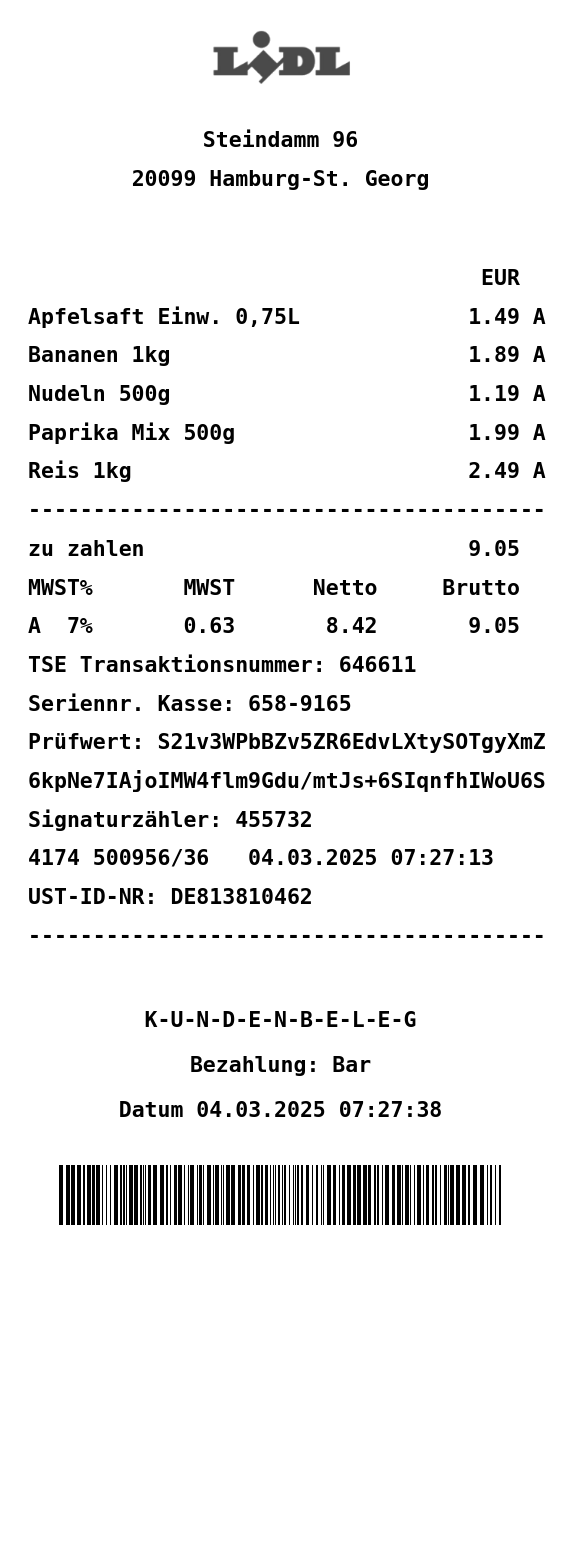 LIDL
Steindamm 96
20099 Hamburg-St. Georg
EUR
Apfelsaft Einw. 0,75L 1.49 A
Bananen 1kg 1.89 A
Nudeln 500g 1.19 A
Paprika Mix 500g 1.99 A
Reis 1kg 2.49 A
----------------------------------------
zu zahlen 9.05
MWST% MWST Netto Brutto
A 7% 0.63 8.42 9.05
TSE Transaktionsnummer: 646611
Seriennr. Kasse: 658-9165
Prüfwert: S21v3WPbBZv5ZR6EdvLXtySOTgyXmZ
6kpNe7IAjoIMW4flm9Gdu/mtJs+6SIqnfhIWoU6S
Signaturzähler: 455732
4174 500956/36 04.03.2025 07:27:13
UST-ID-NR: DE813810462
----------------------------------------
K-U-N-D-E-N-B-E-L-E-G
Bezahlung: Bar
Datum 04.03.2025 07:27:38